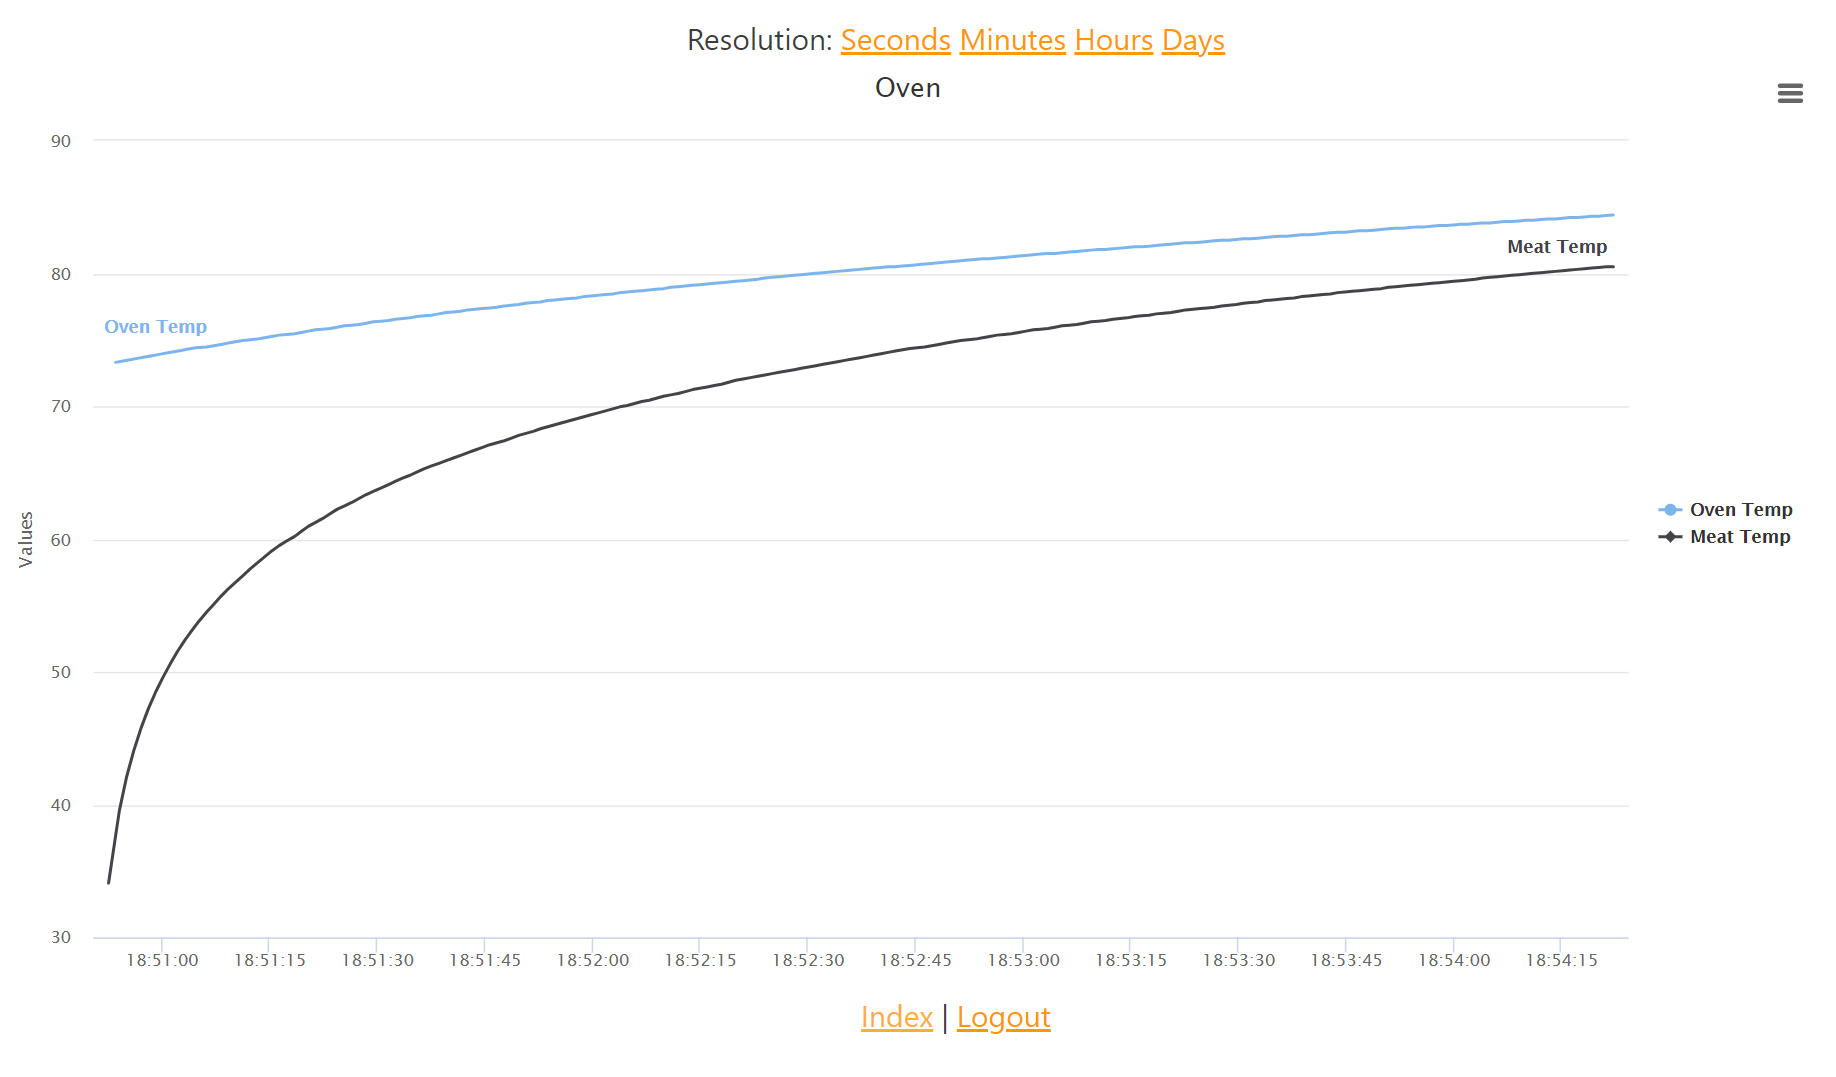 Resolution: Seconds Minutes Hours Days
Oven
90
80
70
60
50
40
30
Values
Oven Temp
Meat Temp
Oven Temp
Meat Temp
18:51:00 18:51:15 18:51:30 18:51:45 18:52:00 18:52:15 18:52:30 18:52:45 18:53:00 18:53:15 18:53:30 18:53:45 18:54:00 18:54:15
Index | Logout